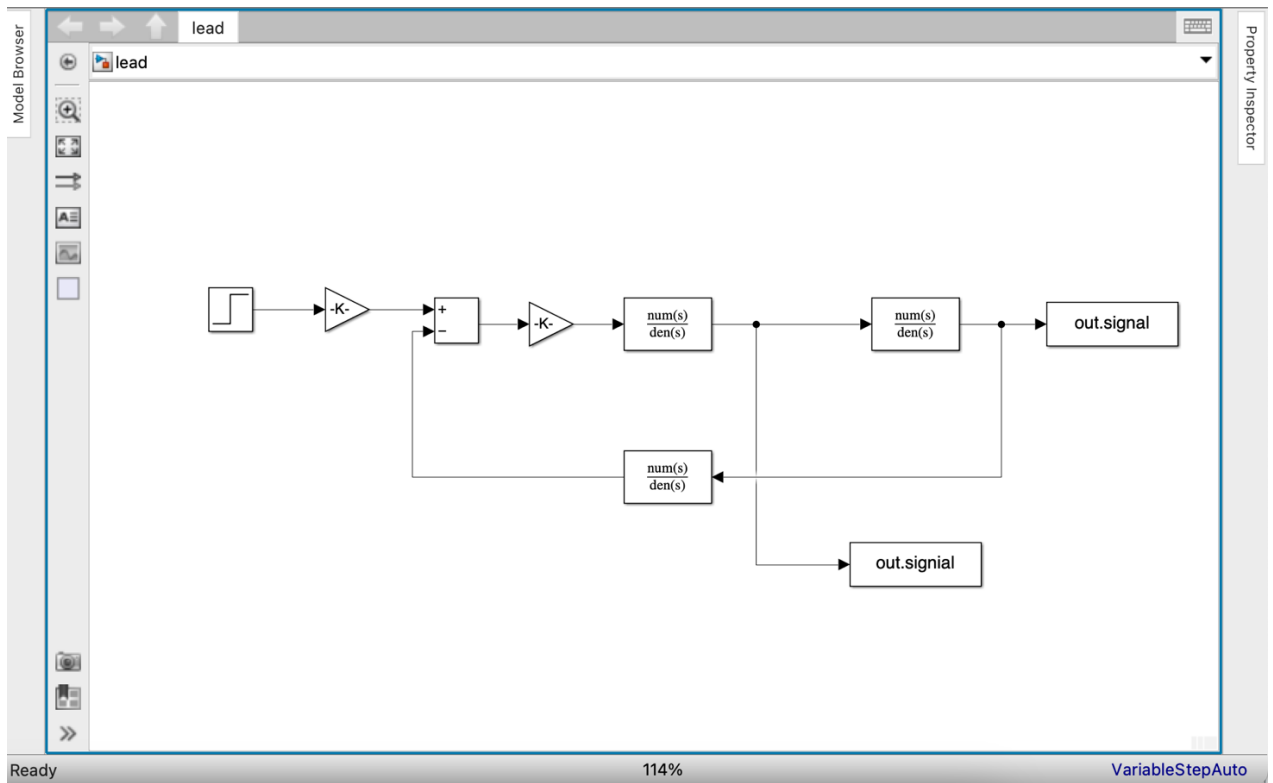 Model Browser
lead
lead
Property Inspector
-K-
+
−
-K-
num(s)
den(s)
num(s)
den(s)
out.signal
num(s)
den(s)
out.signial
Ready
114%
VariableStepAuto